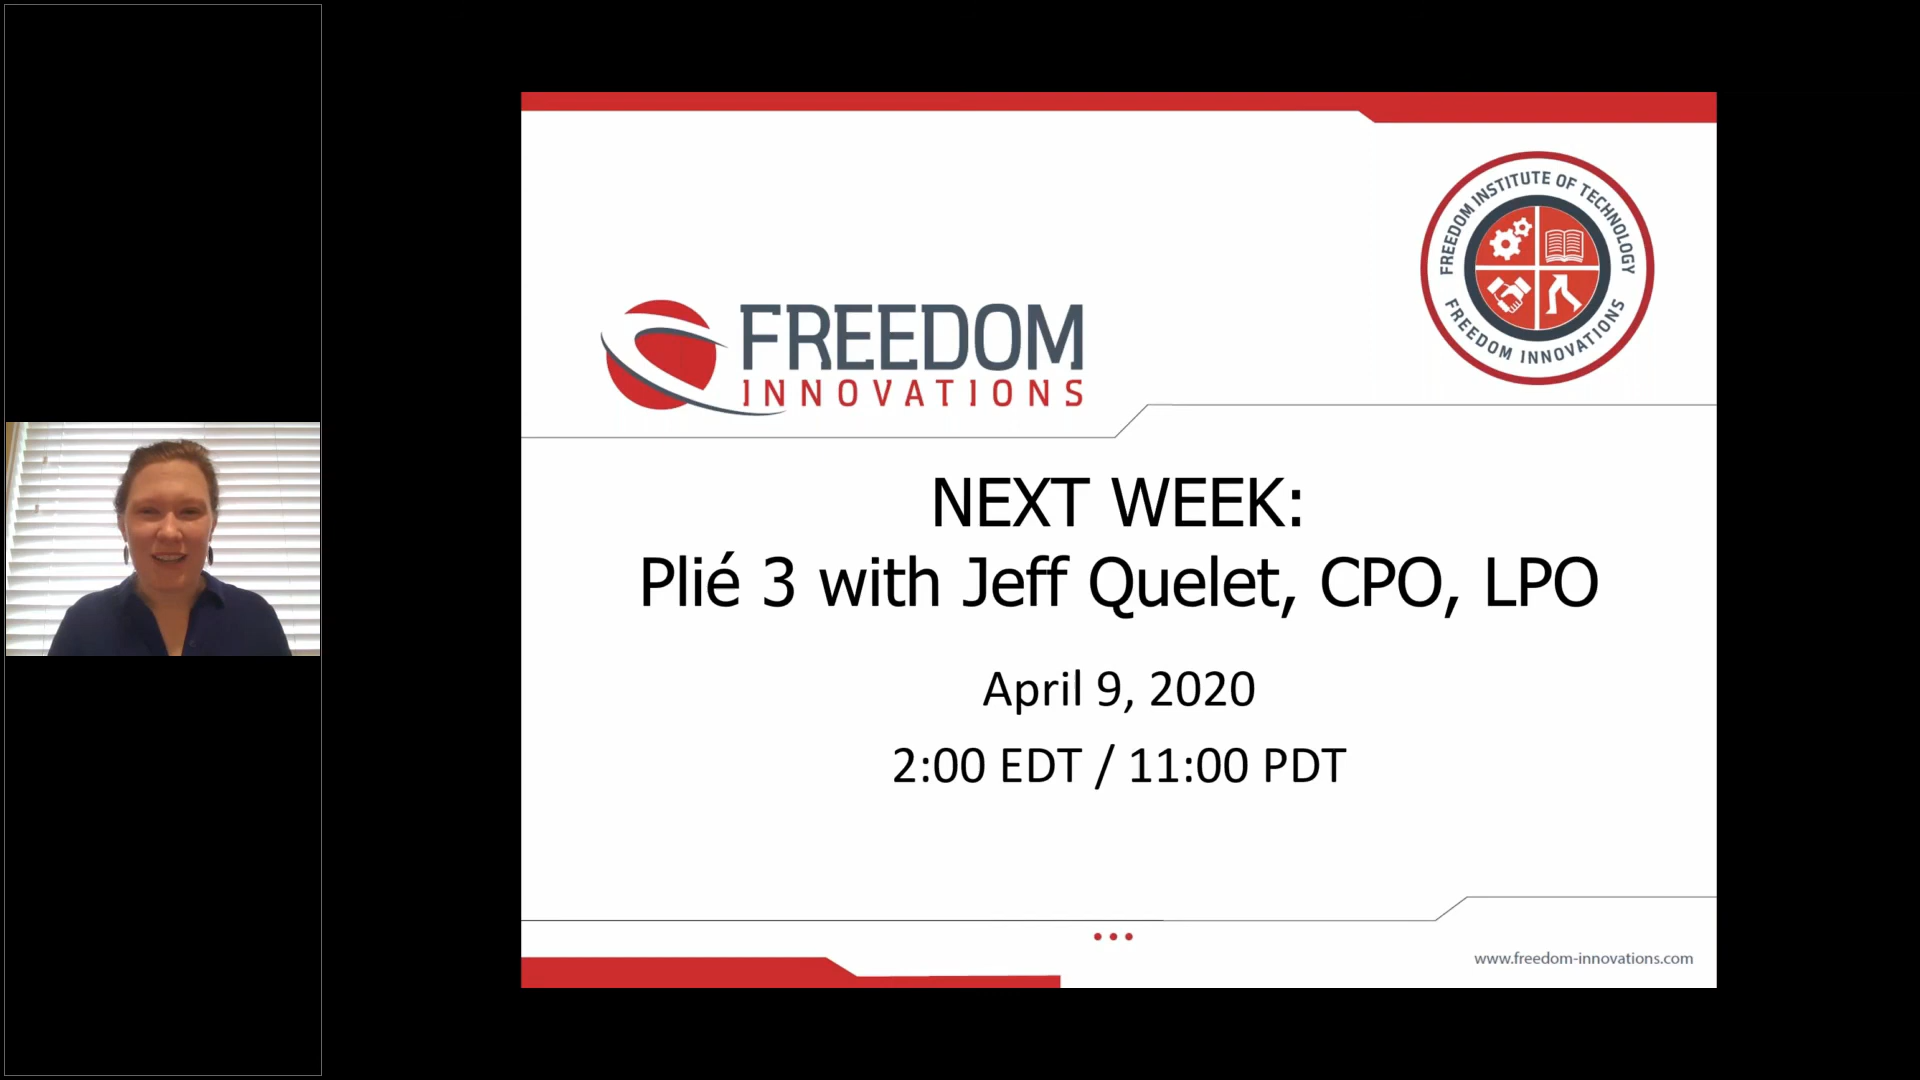 FREEDOM INSTITUTE OF TECHNOLOGY
FREEDOM INNOVATIONS
FREEDOM
INNOVATIONS
NEXT WEEK:
Plié 3 with Jeff Quelet, CPO, LPO
April 9, 2020
2:00 EDT / 11:00 PDT
www.freedom-innovations.com